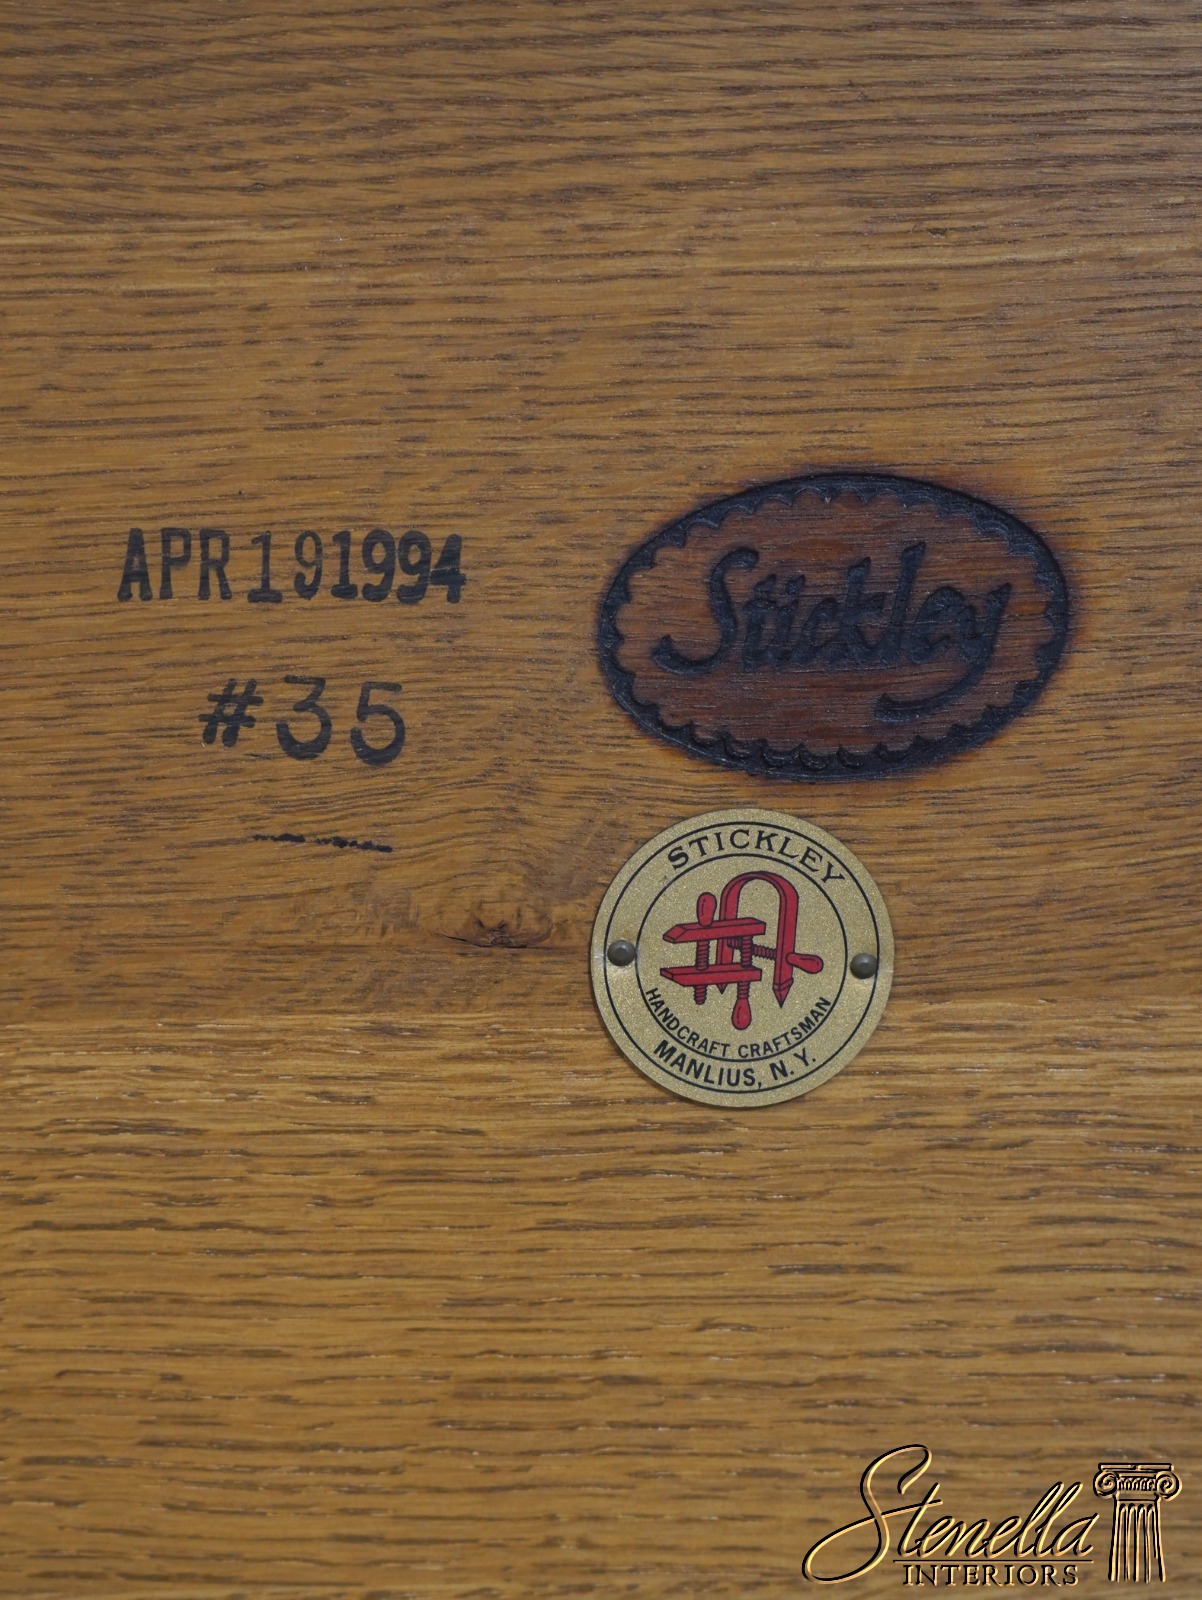 APR 19 1994
#35
Stickley
STICKLEY
HANDCRAFT CRAFTSMAN
MANLIUS, N.Y.
Stenella
INTERIORS